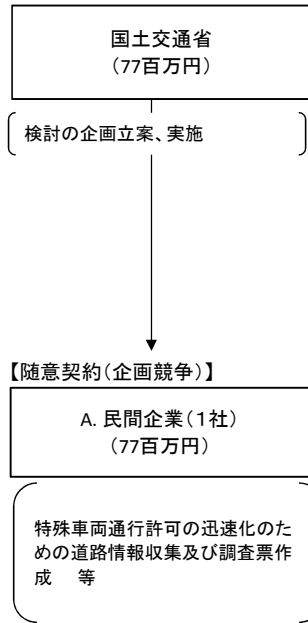 国土交通省
(77百万円)
検討の企画立案、実施
【随意契約(企画競争)】
A. 民間企業(1社)
(77百万円)
特殊車両通行許可の迅速化のた
めの道路情報収集及び調査票作
成　等